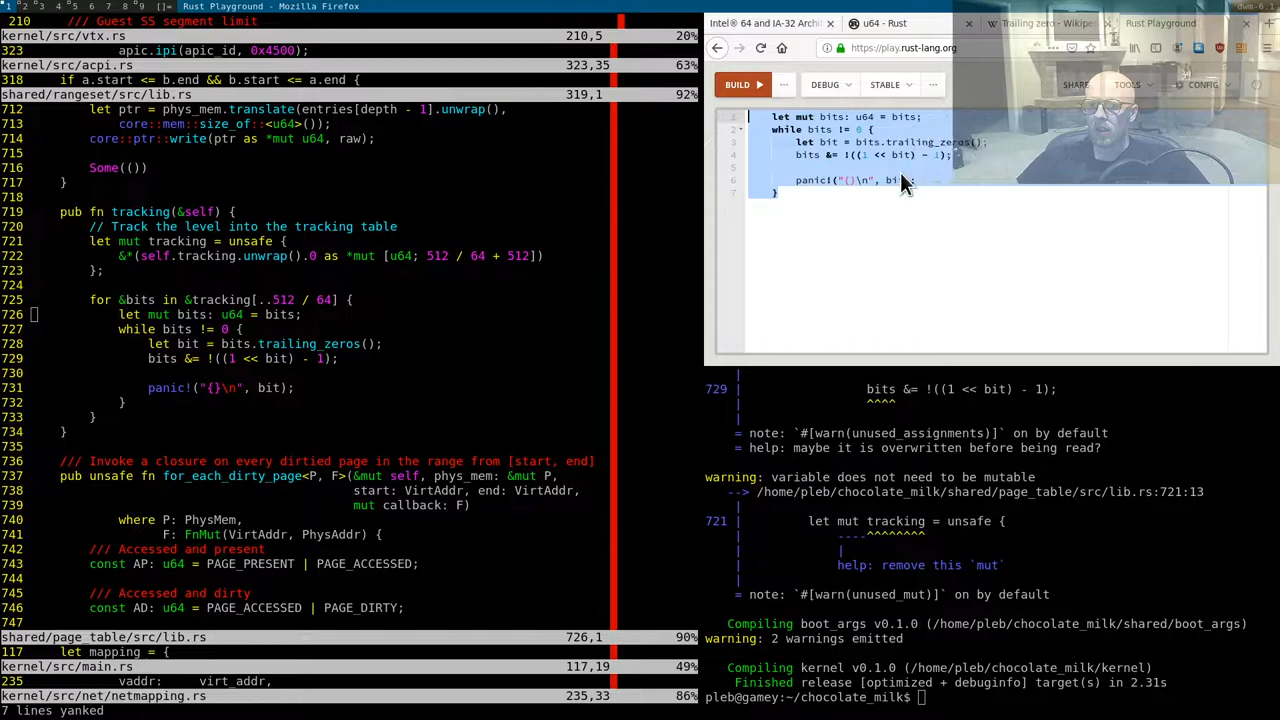 1 2 3 4 5 6 7 8 9 []= Rust Playground - Mozilla Firefox
dwm-6.1
210 /// Guest SS segment limit
kernel/src/vtx.rs 210,5 20%
323 apic.ipi(apic_id, 0x4500);
kernel/src/acpi.rs 323,35 63%
318 if a.start <= b.end && b.start <= a.end {
shared/rangeset/src/lib.rs 319,1 92%
712 let ptr = phys_mem.translate(entries[depth - 1].unwrap(),
713 core::mem::size_of::<u64>());
714 core::ptr::write(ptr as *mut u64, raw);
715
716 Some(())
717 }
718
719 pub fn tracking(&self) {
720 // Track the level into the tracking table
721 let mut tracking = unsafe {
722 &*(self.tracking.unwrap().0 as *mut [u64; 512 / 64 + 512])
723 };
724
725 for &bits in &tracking[..512 / 64] {
726 let mut bits: u64 = bits;
727 while bits != 0 {
728 let bit = bits.trailing_zeros();
729 bits &= !((1 << bit) - 1);
730
731 panic!("{}\n", bit);
732 }
733 }
734 }
735
736 /// Invoke a closure on every dirtied page in the range from [start, end]
737 pub unsafe fn for_each_dirty_page<P, F>(&mut self, phys_mem: &mut P,
738 start: VirtAddr, end: VirtAddr,
739 mut callback: F)
740 where P: PhysMem,
741 F: FnMut(VirtAddr, PhysAddr) {
742 /// Accessed and present
743 const AP: u64 = PAGE_PRESENT | PAGE_ACCESSED;
744
745 /// Accessed and dirty
746 const AD: u64 = PAGE_ACCESSED | PAGE_DIRTY;
747
shared/page_table/src/lib.rs 726,1 90%
117 let mapping = {
kernel/src/main.rs 117,19 49%
235 vaddr: virt_addr,
kernel/src/net/netmapping.rs 235,33 86%
7 lines yanked
Intel® 64 and IA-32 Archit
u64 - Rust
Trailing zero - Wikipe
Rust Playground
https://play.rust-lang.org
BUILD
DEBUG
STABLE
SHARE
TOOLS
CONFIG
1 let mut bits: u64 = bits;
2 while bits != 0 {
3 let bit = bits.trailing_zeros();
4 bits &= !((1 << bit) - 1);
5
6 panic!("{}\n",
7 }
729 | bits &= !((1 << bit) - 1);
| ^^^^
|
= note: `#[warn(unused_assignments)]` on by default
= help: maybe it is overwritten before being read?
warning: variable does not need to be mutable
--> /home/pleb/chocolate_milk/shared/page_table/src/lib.rs:721:13
|
721 | let mut tracking = unsafe {
| ----^^^^^^^^
| |
| help: remove this `mut`
|
= note: `#[warn(unused_mut)]` on by default
Compiling boot_args v0.1.0 (/home/pleb/chocolate_milk/shared/boot_args)
warning: 2 warnings emitted
Compiling kernel v0.1.0 (/home/pleb/chocolate_milk/kernel)
Finished release [optimized + debuginfo] target(s) in 2.31s
pleb@gamey:~/chocolate_milk$